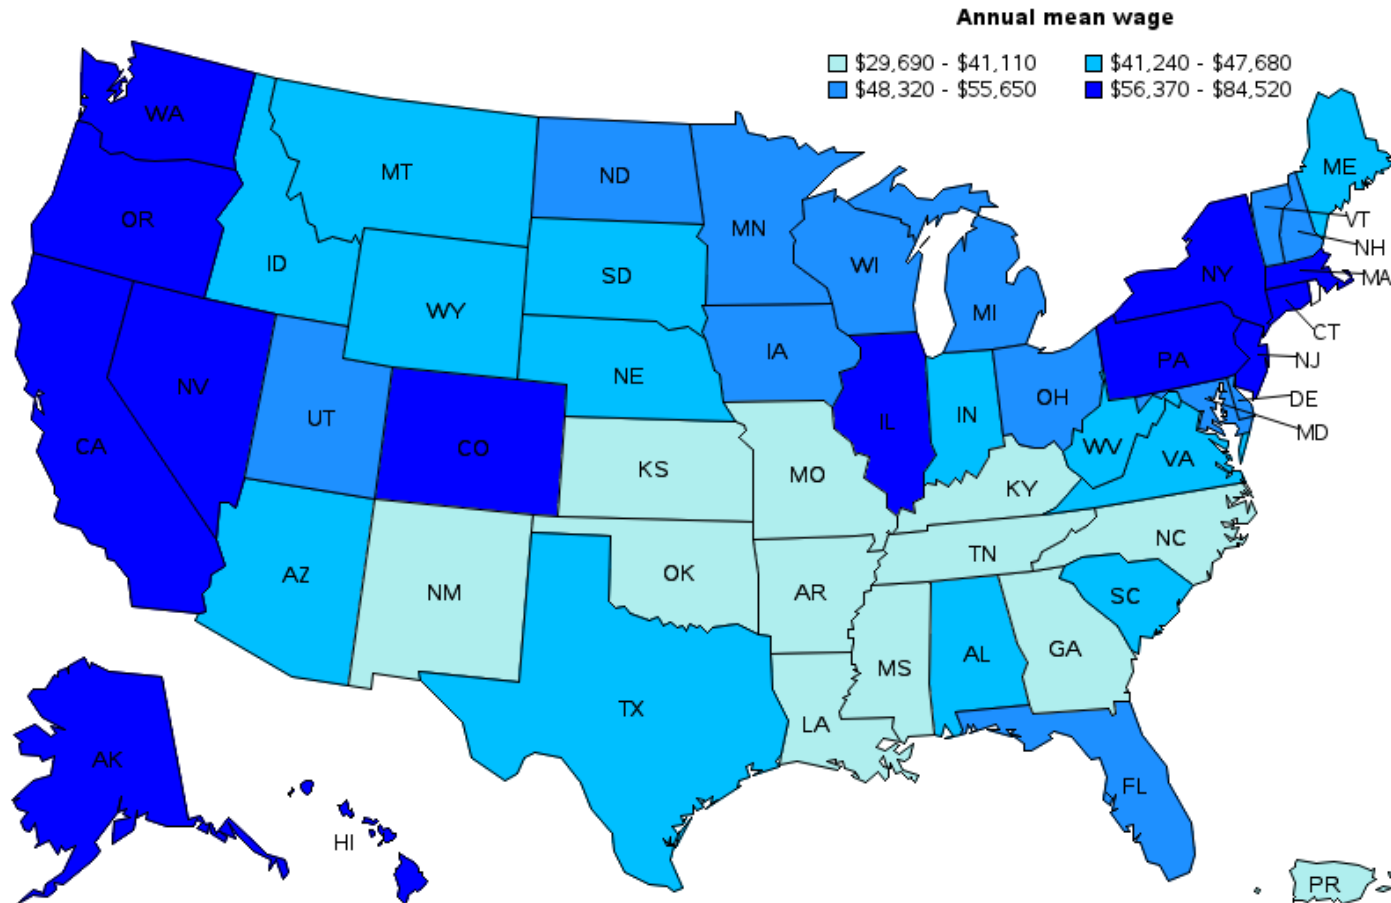 Annual mean wage
$29,690 - $41,110
$41,240 - $47,680
$48,320 - $55,650
$56,370 - $84,520
WA
MT
ND
ME
OR
MN
VT
ID
SD
WI
NH
NY
MA
WY
MI
CT
IA
PA
NJ
NE
NV
UT
OH
DE
CA
CO
IL
IN
MD
WV
VA
KS
MO
KY
NC
TN
AZ
OK
NM
AR
SC
GA
AL
MS
TX
LA
AK
FL
HI
PR